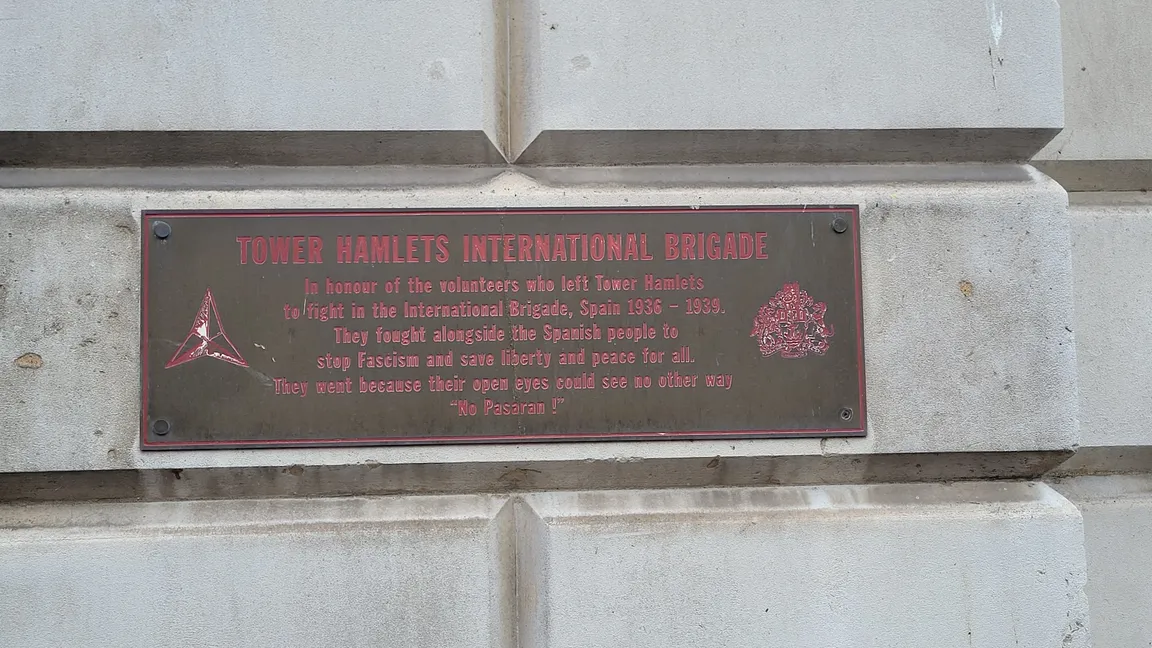 TOWER HAMLETS INTERNATIONAL BRIGADE
In honour of the volunteers who left Tower Hamlets
to fight in the International Brigade, Spain 1936 – 1939.
They fought alongside the Spanish people to
stop Fascism and save liberty and peace for all.
They went because their open eyes could see no other way
"No Pasaran !"